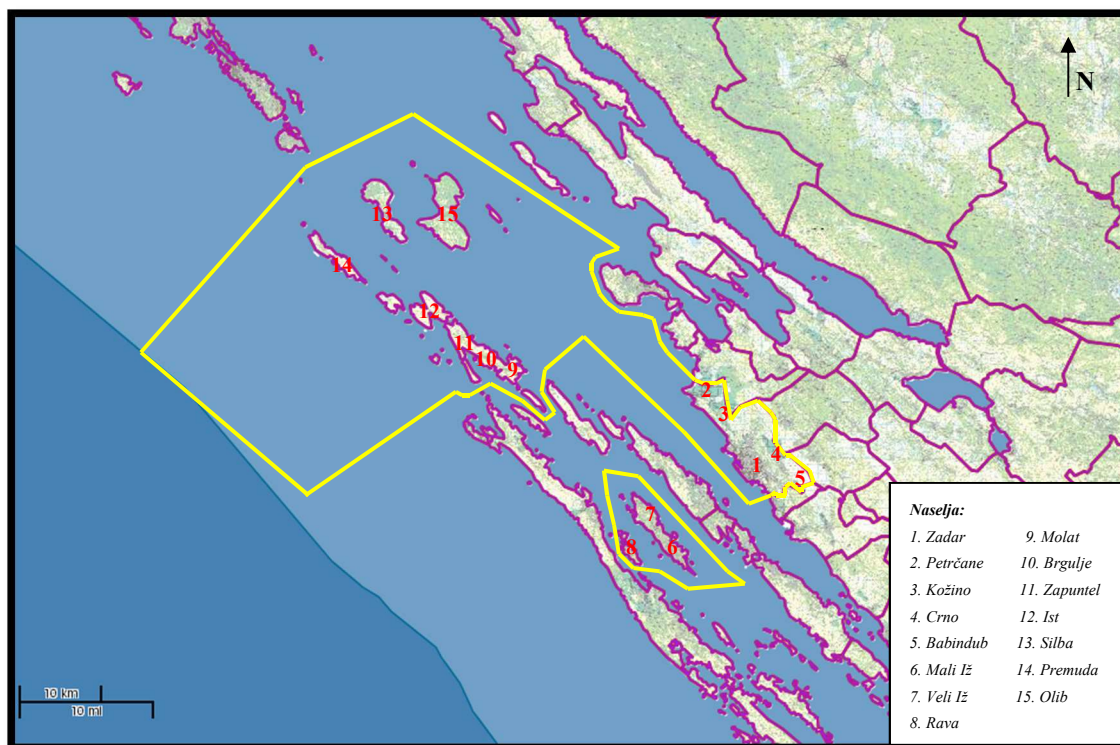 N
13
15
14
12
11
10
9
2
3
4
1
5
7
8
6
10 km
10 mi
Naselja:
1. Zadar
2. Petrčane
3. Kožino
4. Crno
5. Babindub
6. Mali Iž
7. Veli Iž
8. Rava
9. Molat
10. Brgulje
11. Zapuntel
12. Ist
13. Silba
14. Premuda
15. Olib